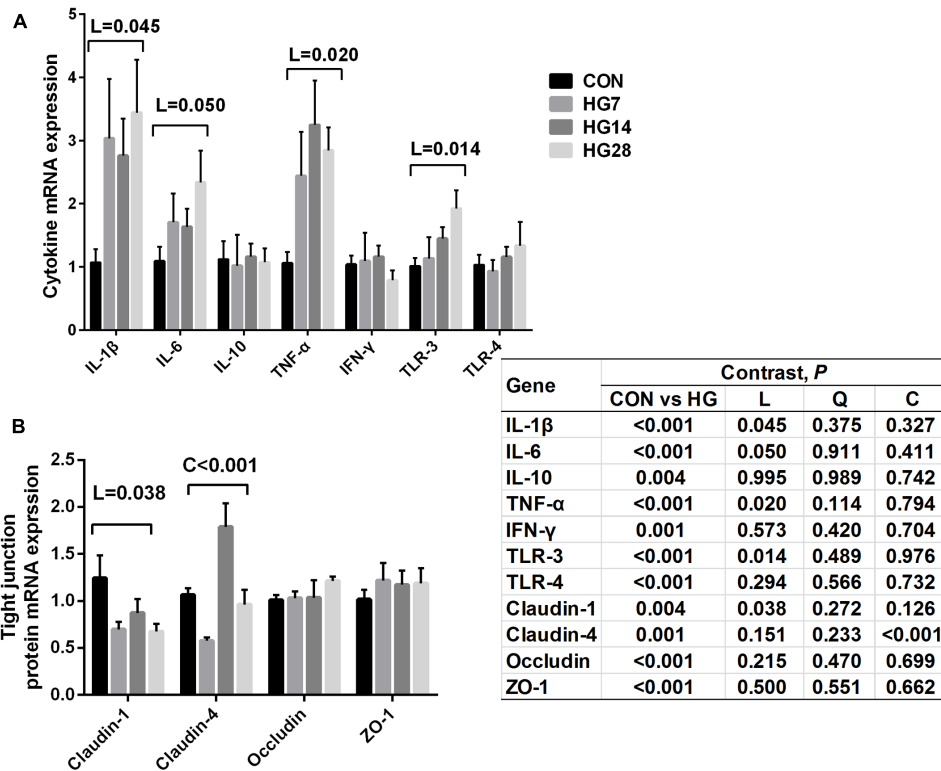 A
Cytokine mRNA expression
5
4
3
2
1
0
L=0.045
L=0.050
L=0.020
L=0.014
CON
HG7
HG14
HG28
IL-1β
IL-6
IL-10
TNF-α
IFN-γ
TLR-3
TLR-4
B
Tight junction
protein mRNA exprssion
2.5
2.0
1.5
1.0
0.5
0.0
L=0.038
C<0.001
Claudin-1
Claudin-4
Occludin
ZO-1
Gene Contrast, P
CON vs HG L Q C
IL-1β <0.001 0.045 0.375 0.327
IL-6 <0.001 0.050 0.911 0.411
IL-10 0.004 0.995 0.989 0.742
TNF-α <0.001 0.020 0.114 0.794
IFN-γ 0.001 0.573 0.420 0.704
TLR-3 <0.001 0.014 0.489 0.976
TLR-4 <0.001 0.294 0.566 0.732
Claudin-1 0.004 0.038 0.272 0.126
Claudin-4 0.001 0.151 0.233 <0.001
Occludin <0.001 0.215 0.470 0.699
ZO-1 <0.001 0.500 0.551 0.662